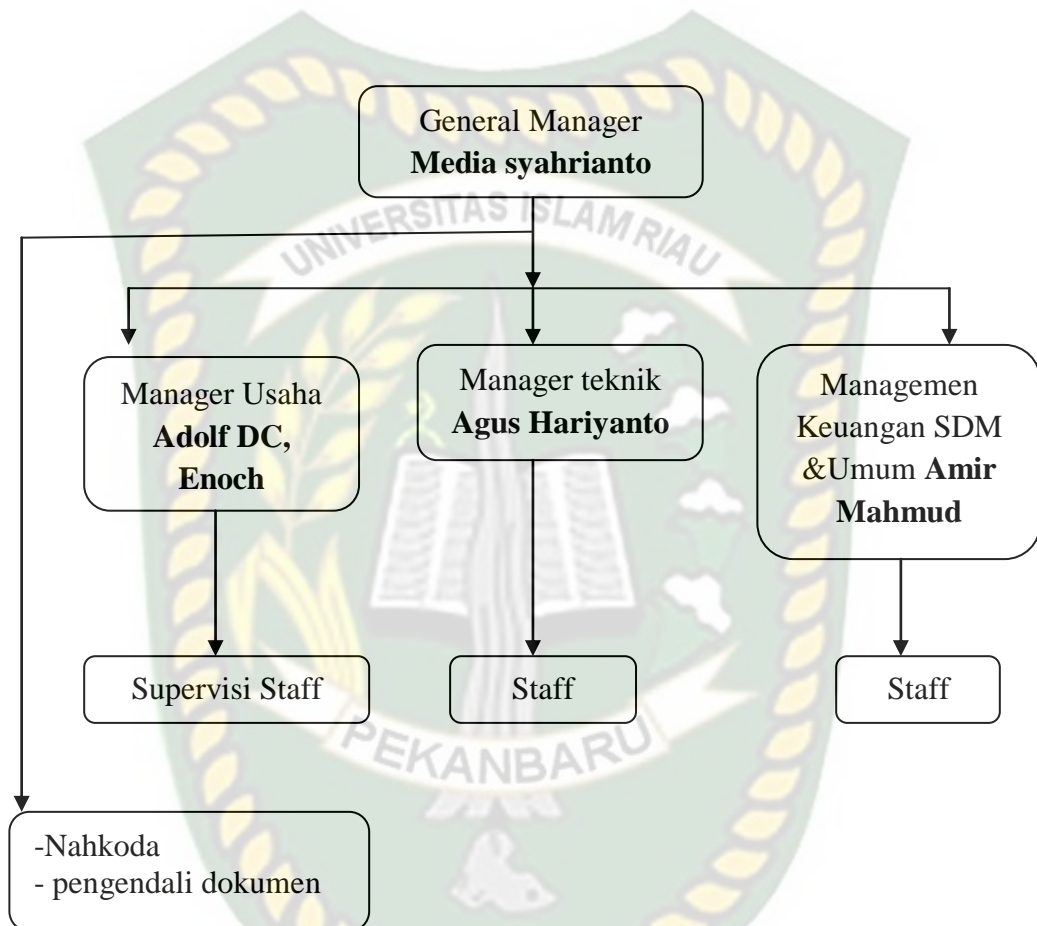 General Manager
Media syahrianto
UNIVERSITAS ISLAM RIAU
Manager Usaha
Adolf DC,
Enoch
Manager teknik
Agus Hariyanto
Managemen
Keuangan SDM
&Umum Amir
Mahmud
Supervisi Staff
Staff
Staff
PEKANBARU
-Nahkoda
- pengendali dokumen